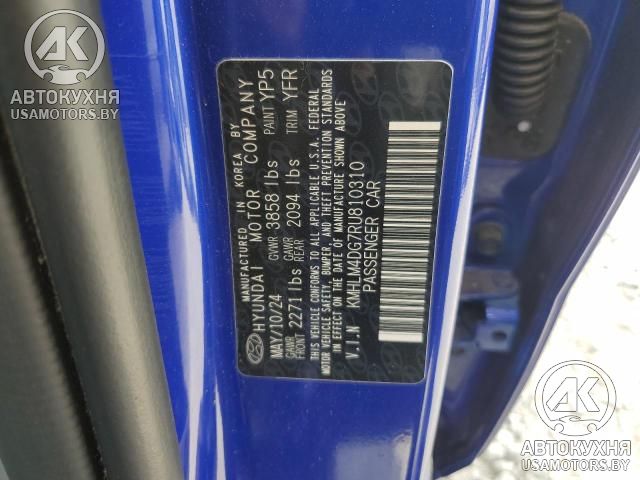 MANUFACTURED IN KOREA BY
HYUNDAI MOTOR COMPANY
MAY/10/24 GVWR 3858 lbs PAINT YP5
GAWR FRONT 2271 lbs GAWR REAR 2094 lbs TRIM YFR
THIS VEHICLE CONFORMS TO ALL APPLICABLE U.S.A. FEDERAL
MOTOR VEHICLE SAFETY, BUMPER, AND THEFT PREVENTION STANDARDS
IN EFFECT ON THE DATE OF MANUFACTURE SHOWN ABOVE
V.I.N KMHLM4DG7RU810310
PASSENGER CAR
AK
АВТОКУХНЯ
USAMOTORS.BY
AK
АВТОКУХНЯ
USAMOTORS.BY